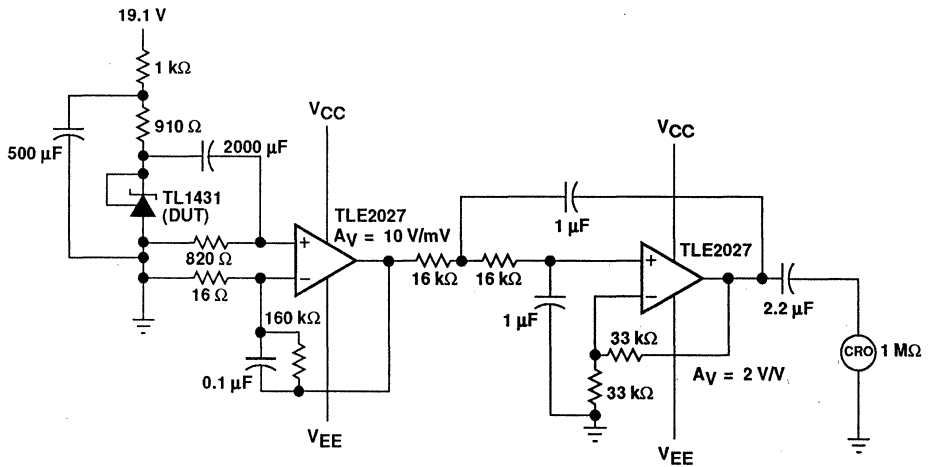 19.1 V
1 kΩ
910 Ω
500 μF
2000 μF
TL1431
(DUT)
820 Ω
16 Ω
160 kΩ
0.1 μF
VCC
TLE2027
AV = 10 V/mV
+
–
VEE
16 kΩ
16 kΩ
1 μF
1 μF
VCC
TLE2027
+
–
33 kΩ
33 kΩ
AV = 2 V/V
VEE
2.2 μF
CRO
1 MΩ